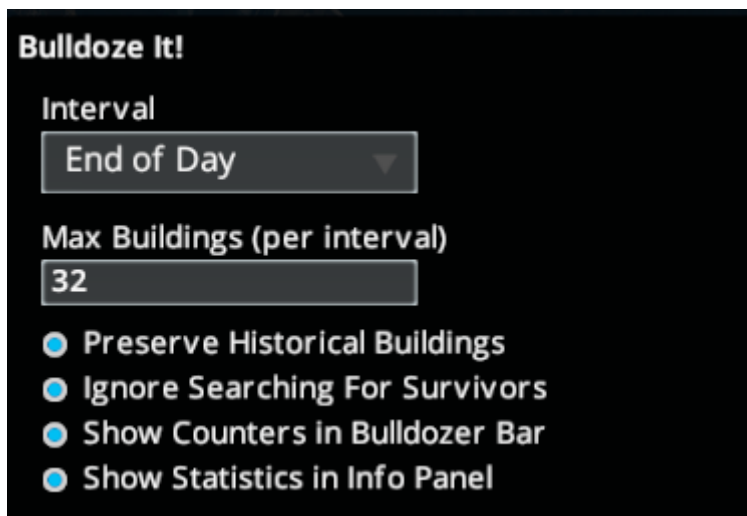 Bulldoze It!
Interval
End of Day
Max Buildings (per interval)
32
Preserve Historical Buildings
Ignore Searching For Survivors
Show Counters in Bulldozer Bar
Show Statistics in Info Panel